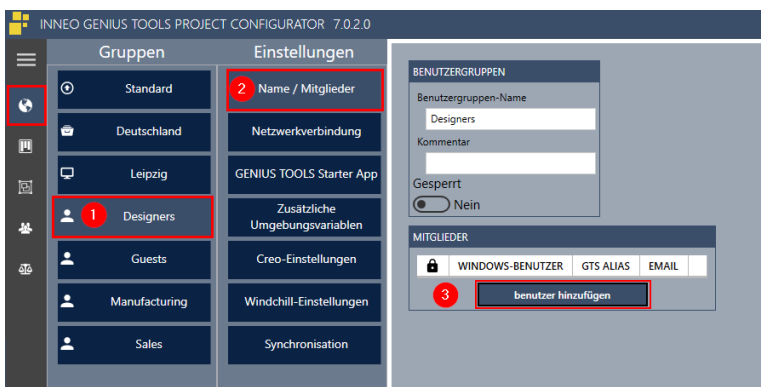 INNEO GENIUS TOOLS PROJECT CONFIGURATOR 7.0.2.0
Gruppen
Standard
Deutschland
Leipzig
1 Designers
Guests
Manufacturing
Sales
Einstellungen
2 Name / Mitglieder
Netzwerkverbindung
GENIUS TOOLS Starter App
Zusätzliche
Umgebungsvariablen
Creo-Einstellungen
Windchill-Einstellungen
Synchronisation
BENUTZERGRUPPEN
Benutzergruppen-Name
Designers
Kommentar
Gesperrt
Nein
MITGLIEDER
WINDOWS-BENUTZER GTS ALIAS EMAIL
3 benutzer hinzufügen